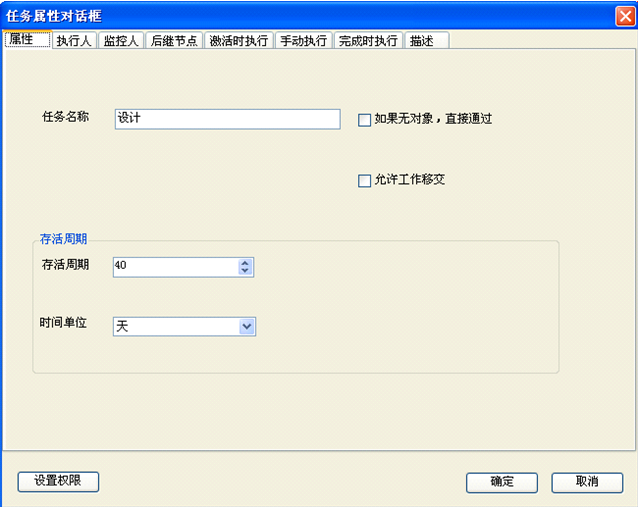 任务属性对话框
属性 执行人 监控人 后继节点 激活时执行 手动执行 完成时执行 描述
任务名称 设计 如果无对象，直接通过
允许工作移交
存活周期
存活周期 40
时间单位 天
设置权限 确定 取消